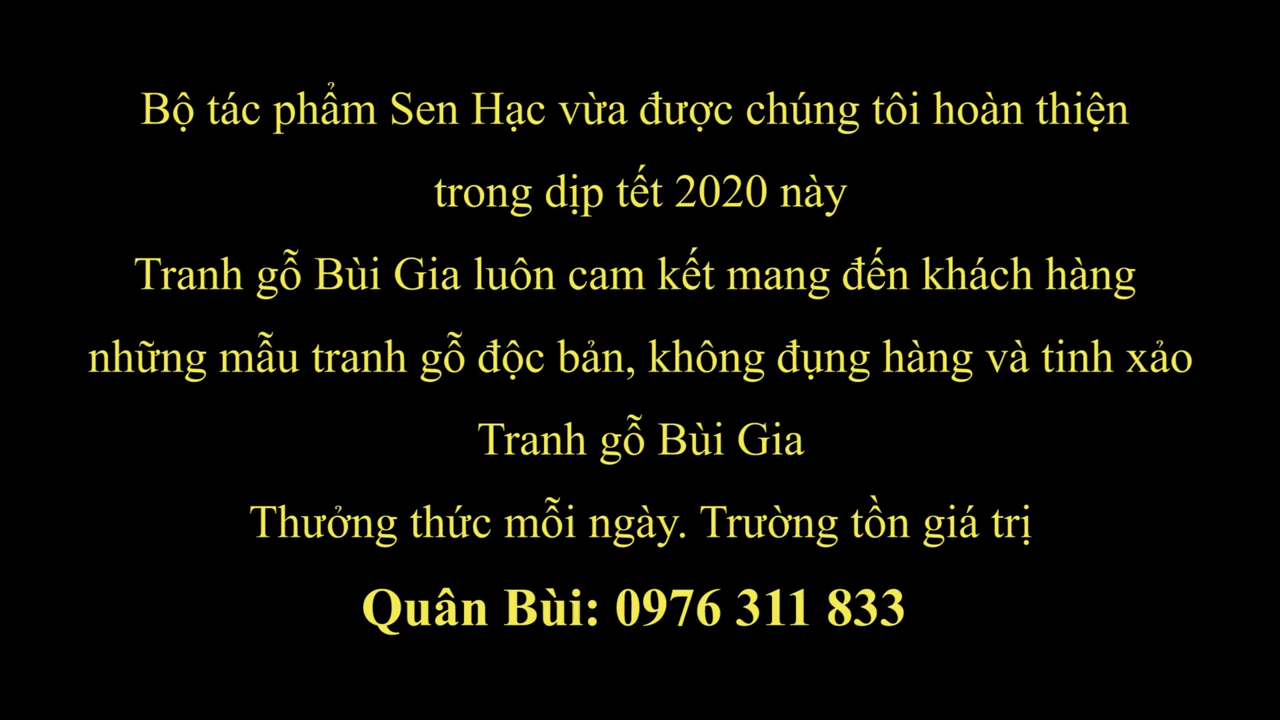 Bộ tác phẩm Sen Hạc vừa được chúng tôi hoàn thiện
trong dịp tết 2020 này
Tranh gỗ Bùi Gia luôn cam kết mang đến khách hàng
những mẫu tranh gỗ độc bản, không đụng hàng và tinh xảo
Tranh gỗ Bùi Gia
Thưởng thức mỗi ngày. Trường tồn giá trị
Quân Bùi: 0976 311 833